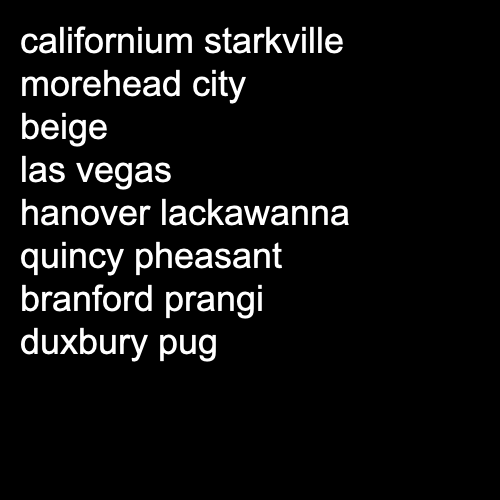 californium starkville
morehead city
beige
las vegas
hanover lackawanna
quincy pheasant
branford prangi
duxbury pug